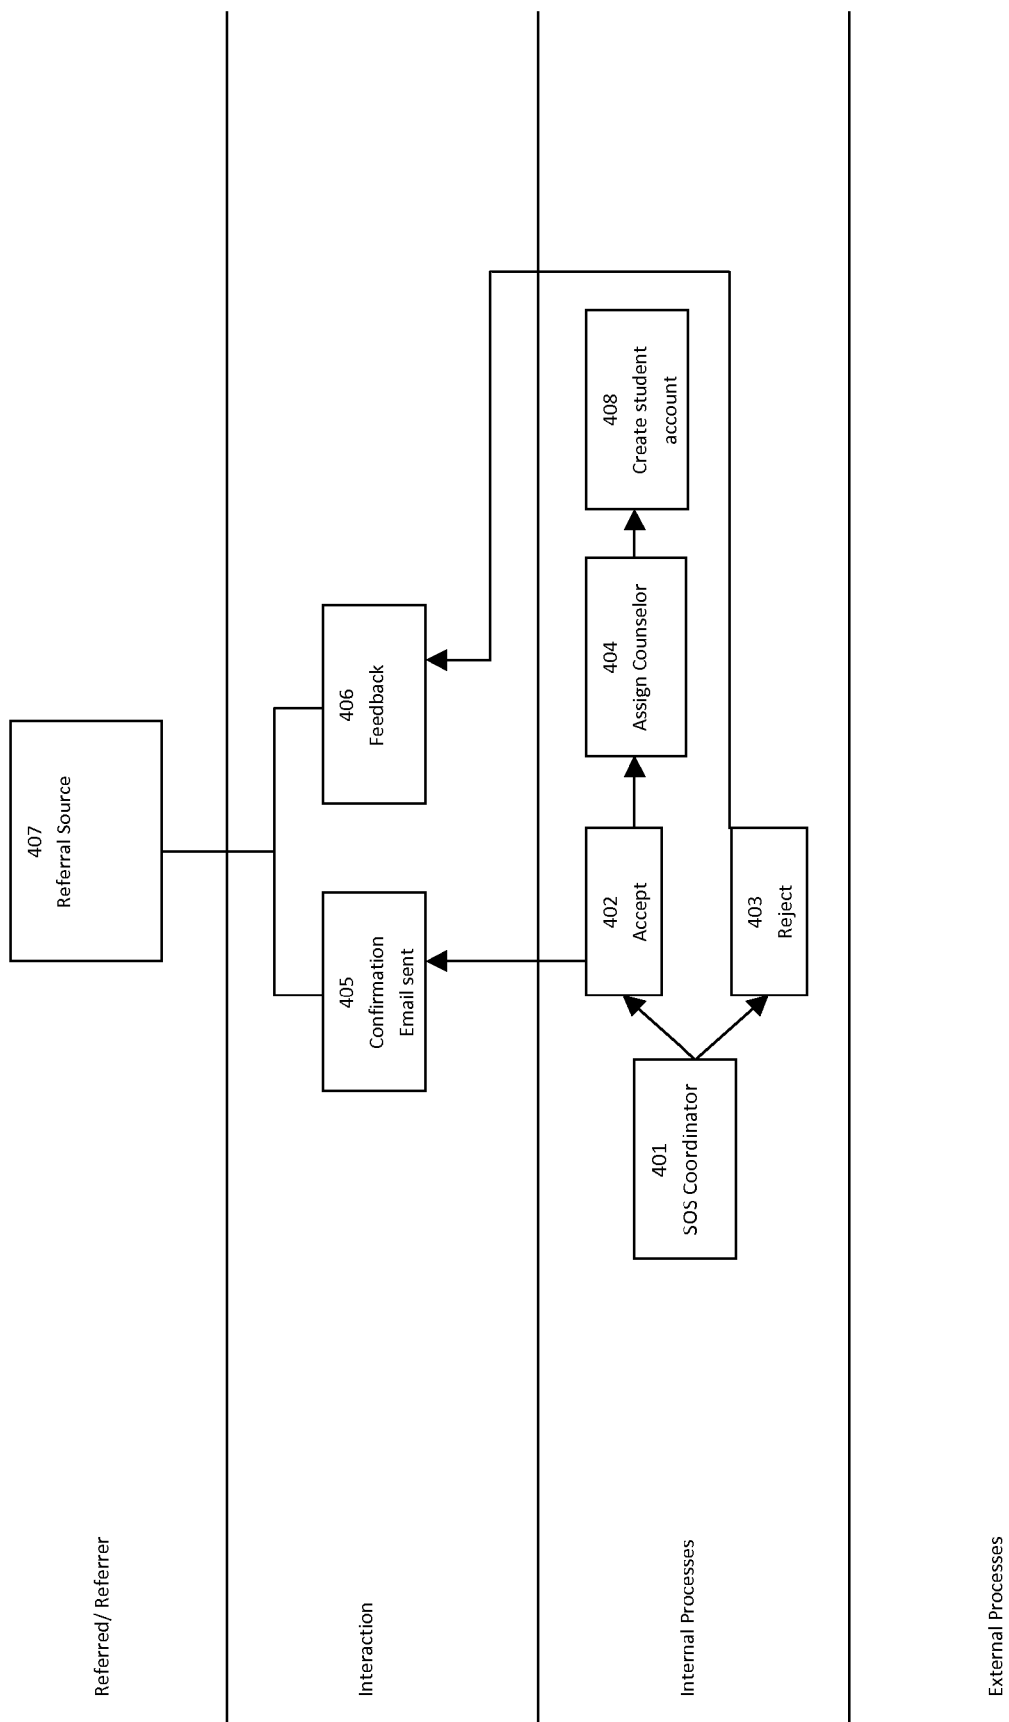 Referred/ Referrer
407
Referral Source
Interaction
405
Confirmation
Email sent
406
Feedback
Internal Processes
401
SOS Coordinator
402
Accept
403
Reject
404
Assign Counselor
408
Create student
account
External Processes